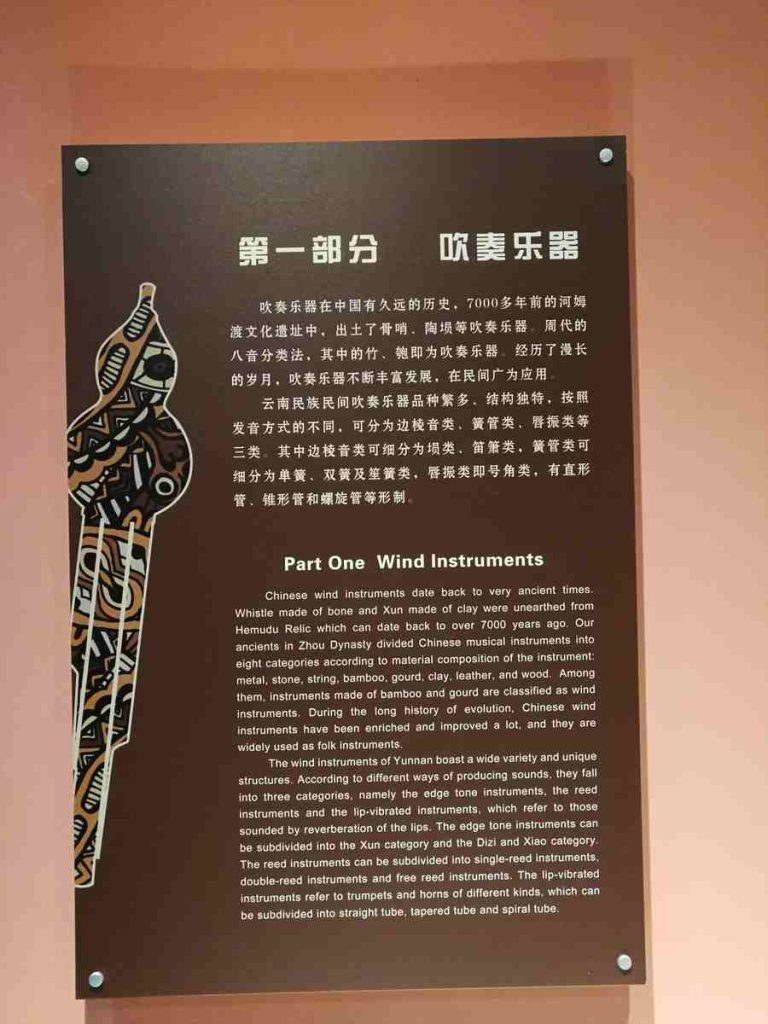 第一部分 吹奏乐器
吹奏乐器在中国有久远的历史，7000多年前的河姆
渡文化遗址中，出土了骨哨、陶埙等吹奏乐器。周代的
八音分类法，其中的竹、匏即为吹奏乐器。经历了漫长
的岁月，吹奏乐器不断丰富发展，在民间广为应用。
云南民族民间吹奏乐器品种繁多，结构独特，按照
发音方式的不同，可分为边棱音类、簧管类、唇振类等
三类。其中边棱音类可细分为埙类、笛箫类，簧管类可
细分为单簧、双簧及笙簧类，唇振类即号角类，有直形
管、锥形管和螺旋管等形制。
Part One Wind Instruments
Chinese wind instruments date back to very ancient times.
Whistle made of bone and Xun made of clay were unearthed from
Hemudu Relic which can date back to over 7000 years ago. Our
ancients in Zhou Dynasty divided Chinese musical instruments into
eight categories according to material composition of the instrument:
metal, stone, string, bamboo, gourd, clay, leather, and wood. Among
them, instruments made of bamboo and gourd are classified as wind
instruments. During the long history of evolution, Chinese wind
instruments have been enriched and improved a lot, and they are
widely used as folk instruments.
The wind instruments of Yunnan boast a wide variety and unique
structures. According to different ways of producing sounds, they fall
into three categories, namely the edge tone instruments, the reed
instruments and the lip-vibrated instruments, which refer to those
sounded by reverberation of the lips. The edge tone instruments can
be subdivided into the Xun category and the Dizi and Xiao category.
The reed instruments can be subdivided into single-reed instruments,
double-reed instruments and free reed instruments. The lip-vibrated
instruments refer to trumpets and horns of different kinds, which can
be subdivided into straight tube, tapered tube and spiral tube.